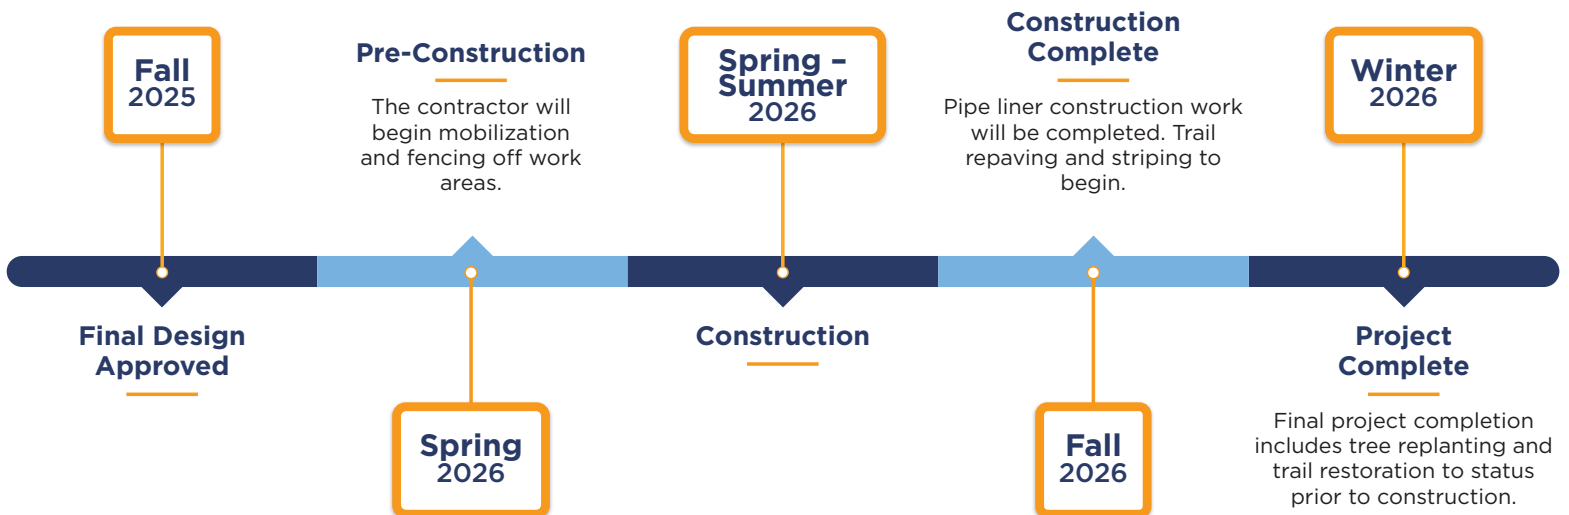 Fall
2025
Final Design
Approved
Pre-Construction
The contractor will
begin mobilization
and fencing off work
areas.
Spring
2026
Spring –
Summer
2026
Construction
Construction
Complete
Pipe liner construction work
will be completed. Trail
repaving and striping to
begin.
Fall
2026
Winter
2026
Project
Complete
Final project completion
includes tree replanting and
trail restoration to status
prior to construction.